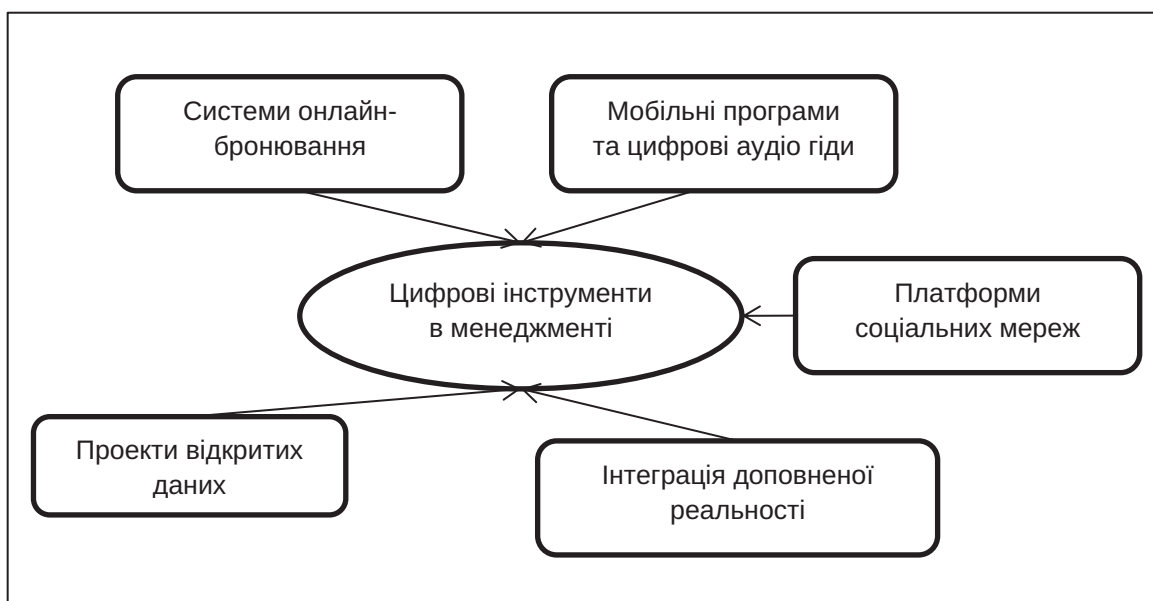 Системи онлайн-
бронювання
Мобільні програми
та цифрові аудіо гіди
Цифрові інструменти
в менеджменті
Платформи
соціальних мереж
Проекти відкритих
даних
Інтеграція доповненої
реальності